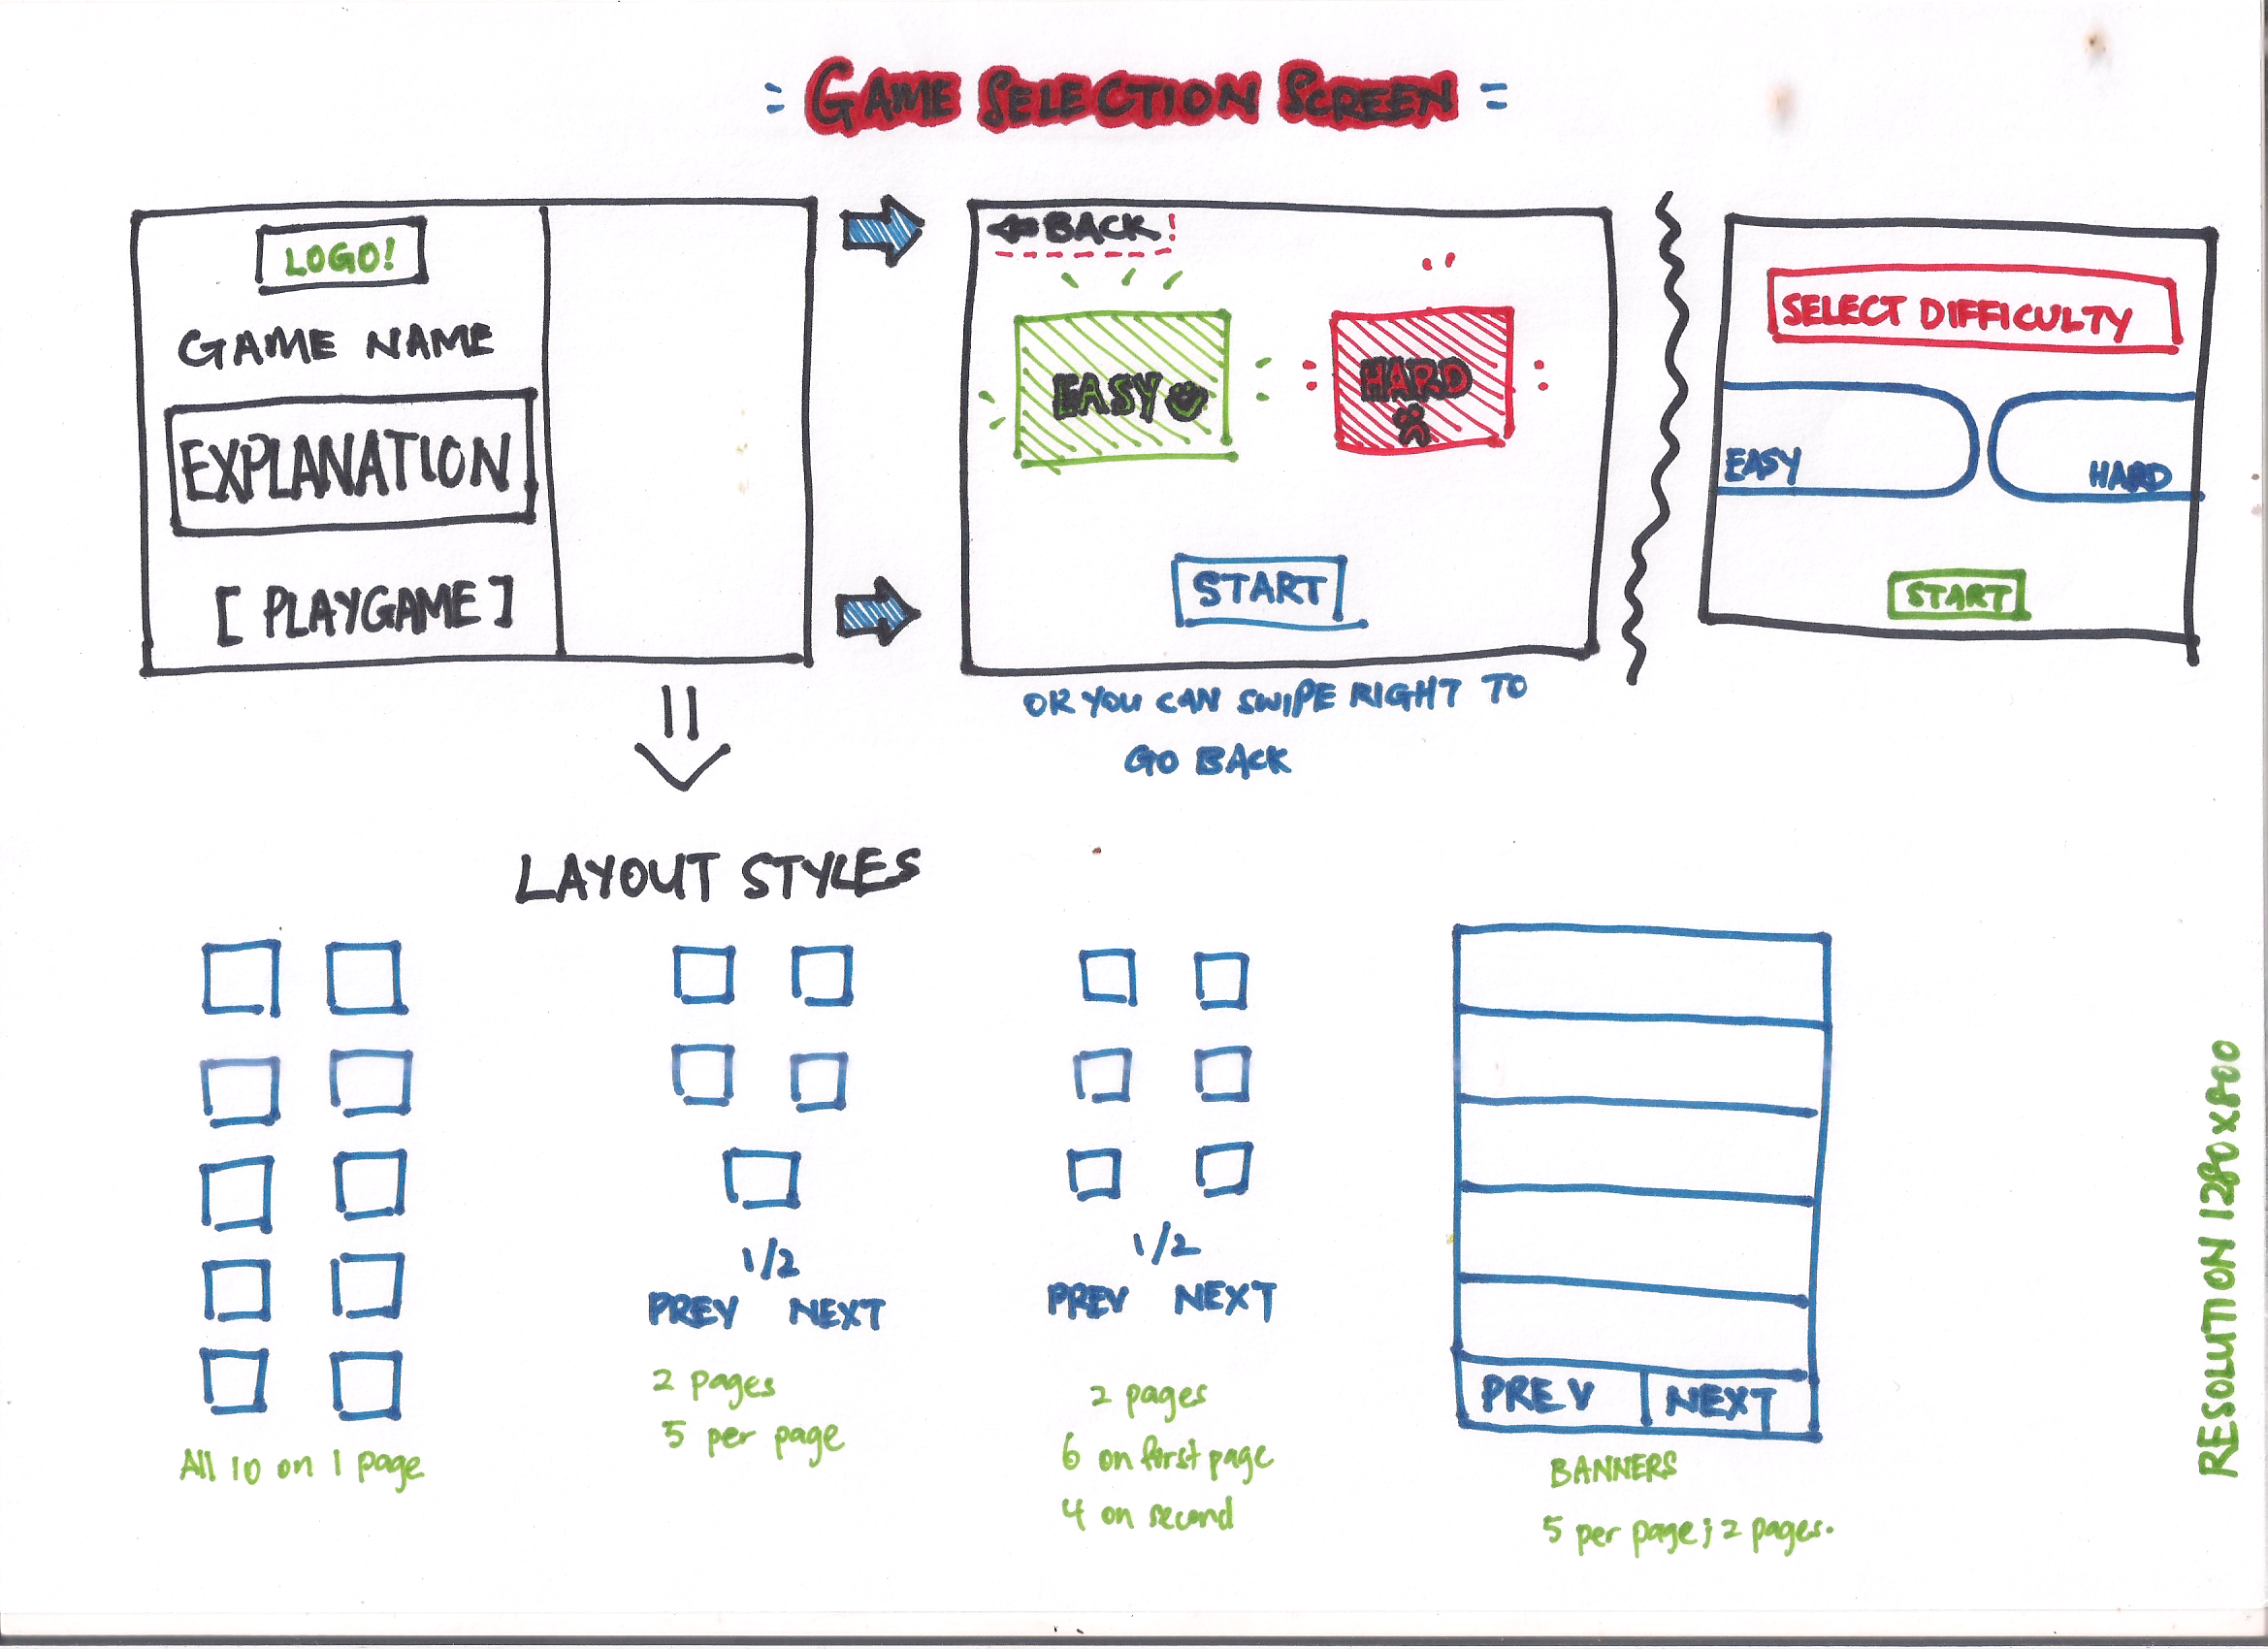 GAME SELECTION SCREEN
LOGO!
GAME NAME
EXPLANATION
[ PLAYGAME ]
BACK!
EASY
HARD
START
OR YOU CAN SWIPE RIGHT TO
GO BACK
SELECT DIFFICULTY
EASY
HARD
START
LAYOUT STYLES
All 10 on 1 page
1/2
PREV NEXT
2 pages
5 per page
1/2
PREV NEXT
2 pages
6 on first page
4 on second
PREV NEXT
BANNERS
5 per page; 2 pages.
RESOLUTION 1280x800